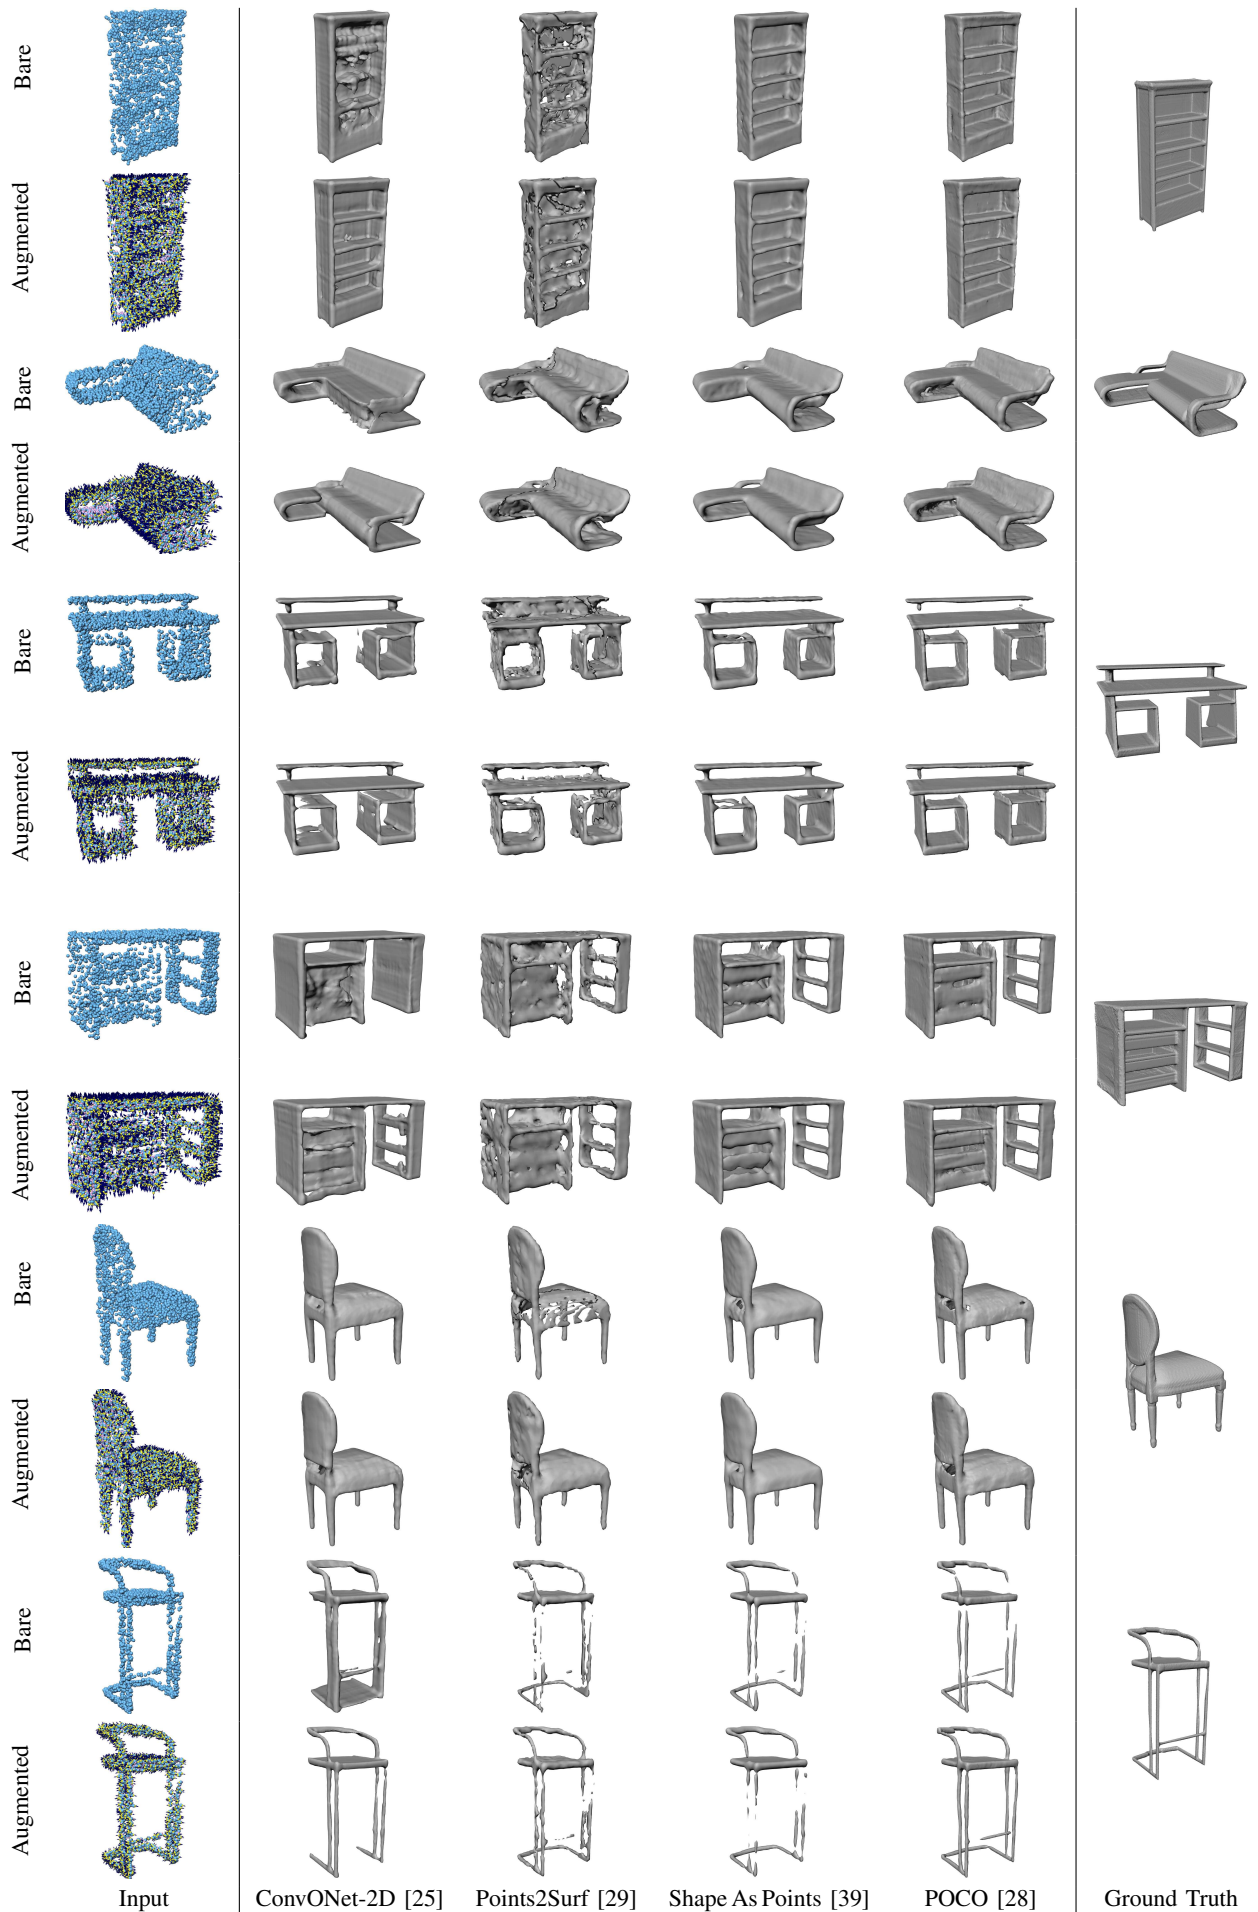 Bare
Augmented
Bare
Augmented
Bare
Augmented
Bare
Augmented
Bare
Augmented
Bare
Augmented
Input ConvONet-2D [25] Points2Surf [29] Shape As Points [39] POCO [28] Ground Truth